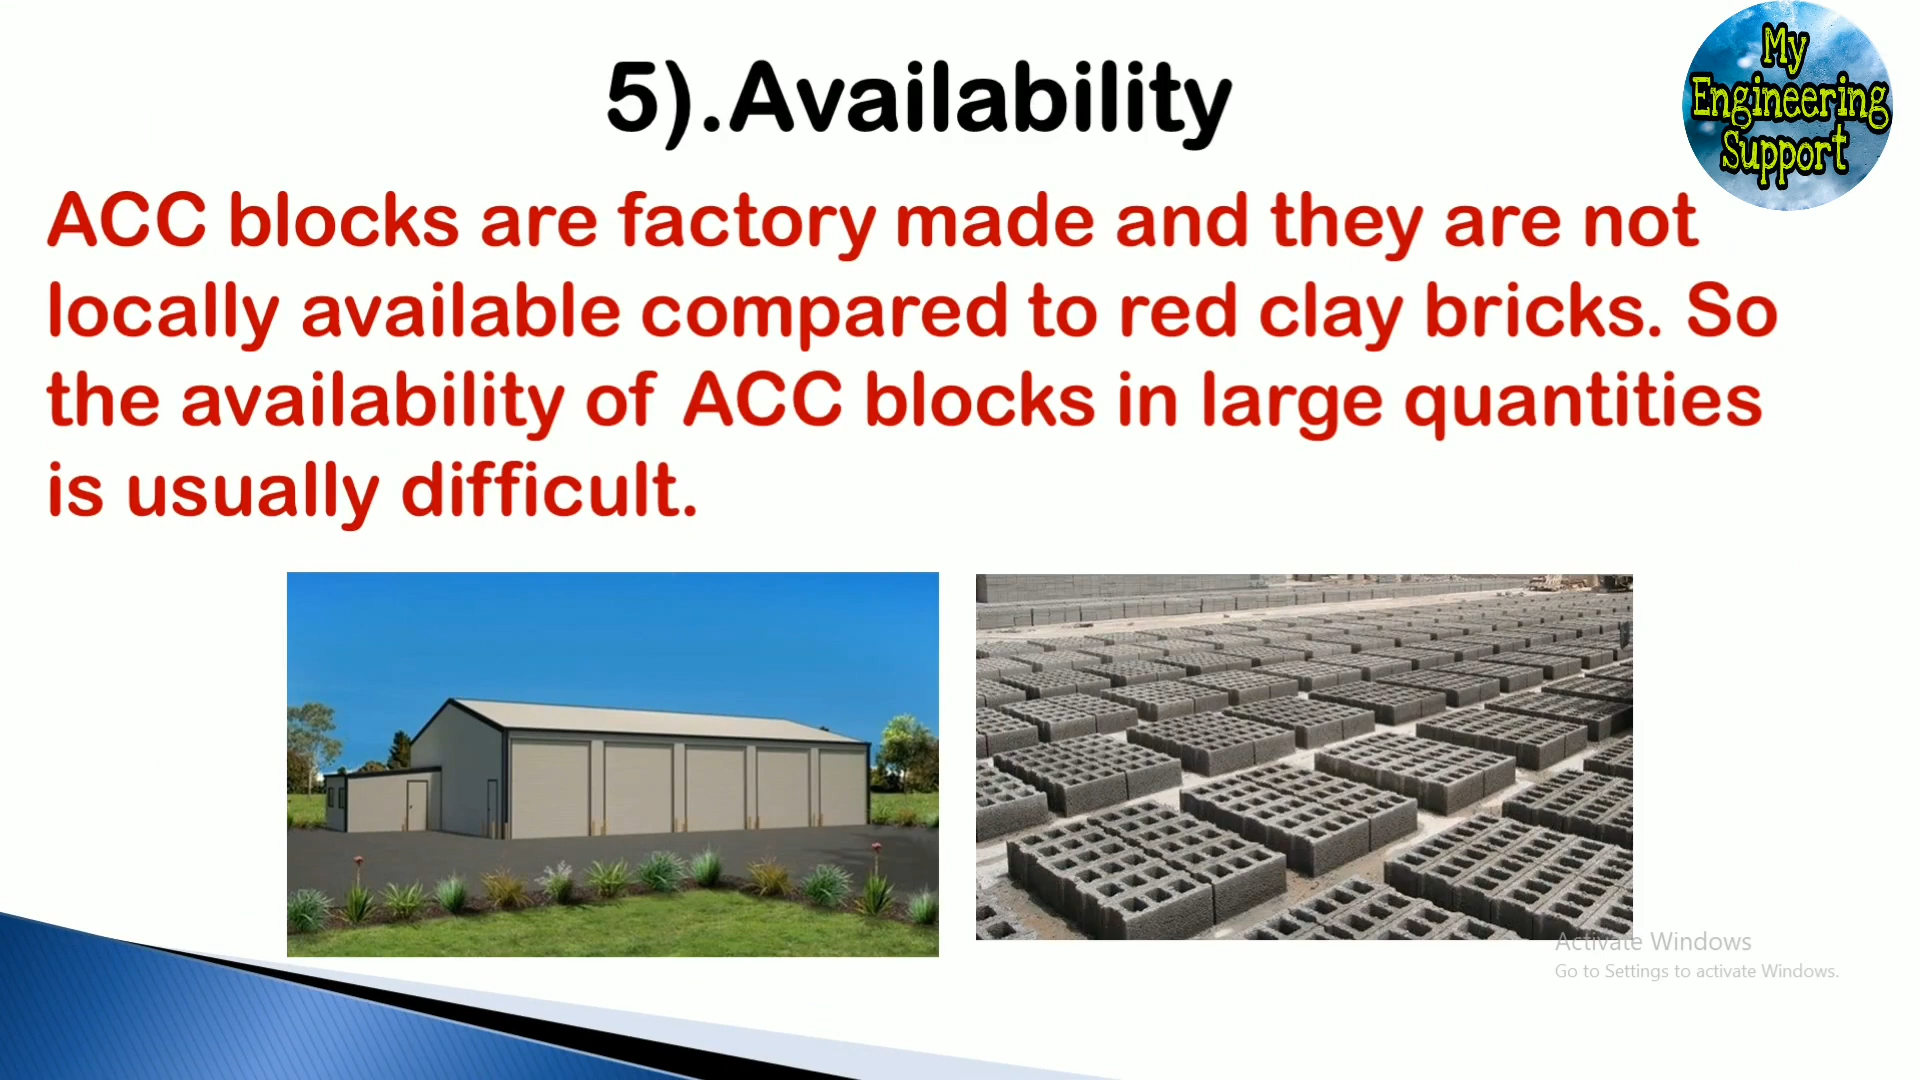 5).Availability
My
Engineering
Support
ACC blocks are factory made and they are not
locally available compared to red clay bricks. So
the availability of ACC blocks in large quantities
is usually difficult.
Activate Windows
Go to Settings to activate Windows.